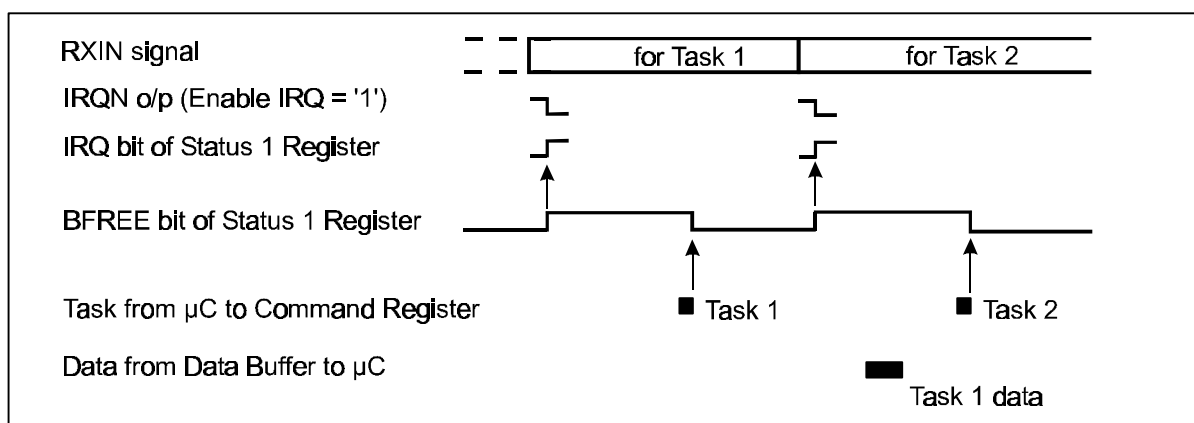 RXIN signal
for Task 1
for Task 2
IRQN o/p (Enable IRQ = '1')
IRQ bit of Status 1 Register
BFREE bit of Status 1 Register
Task from µC to Command Register
Task 1
Task 2
Data from Data Buffer to µC
Task 1 data